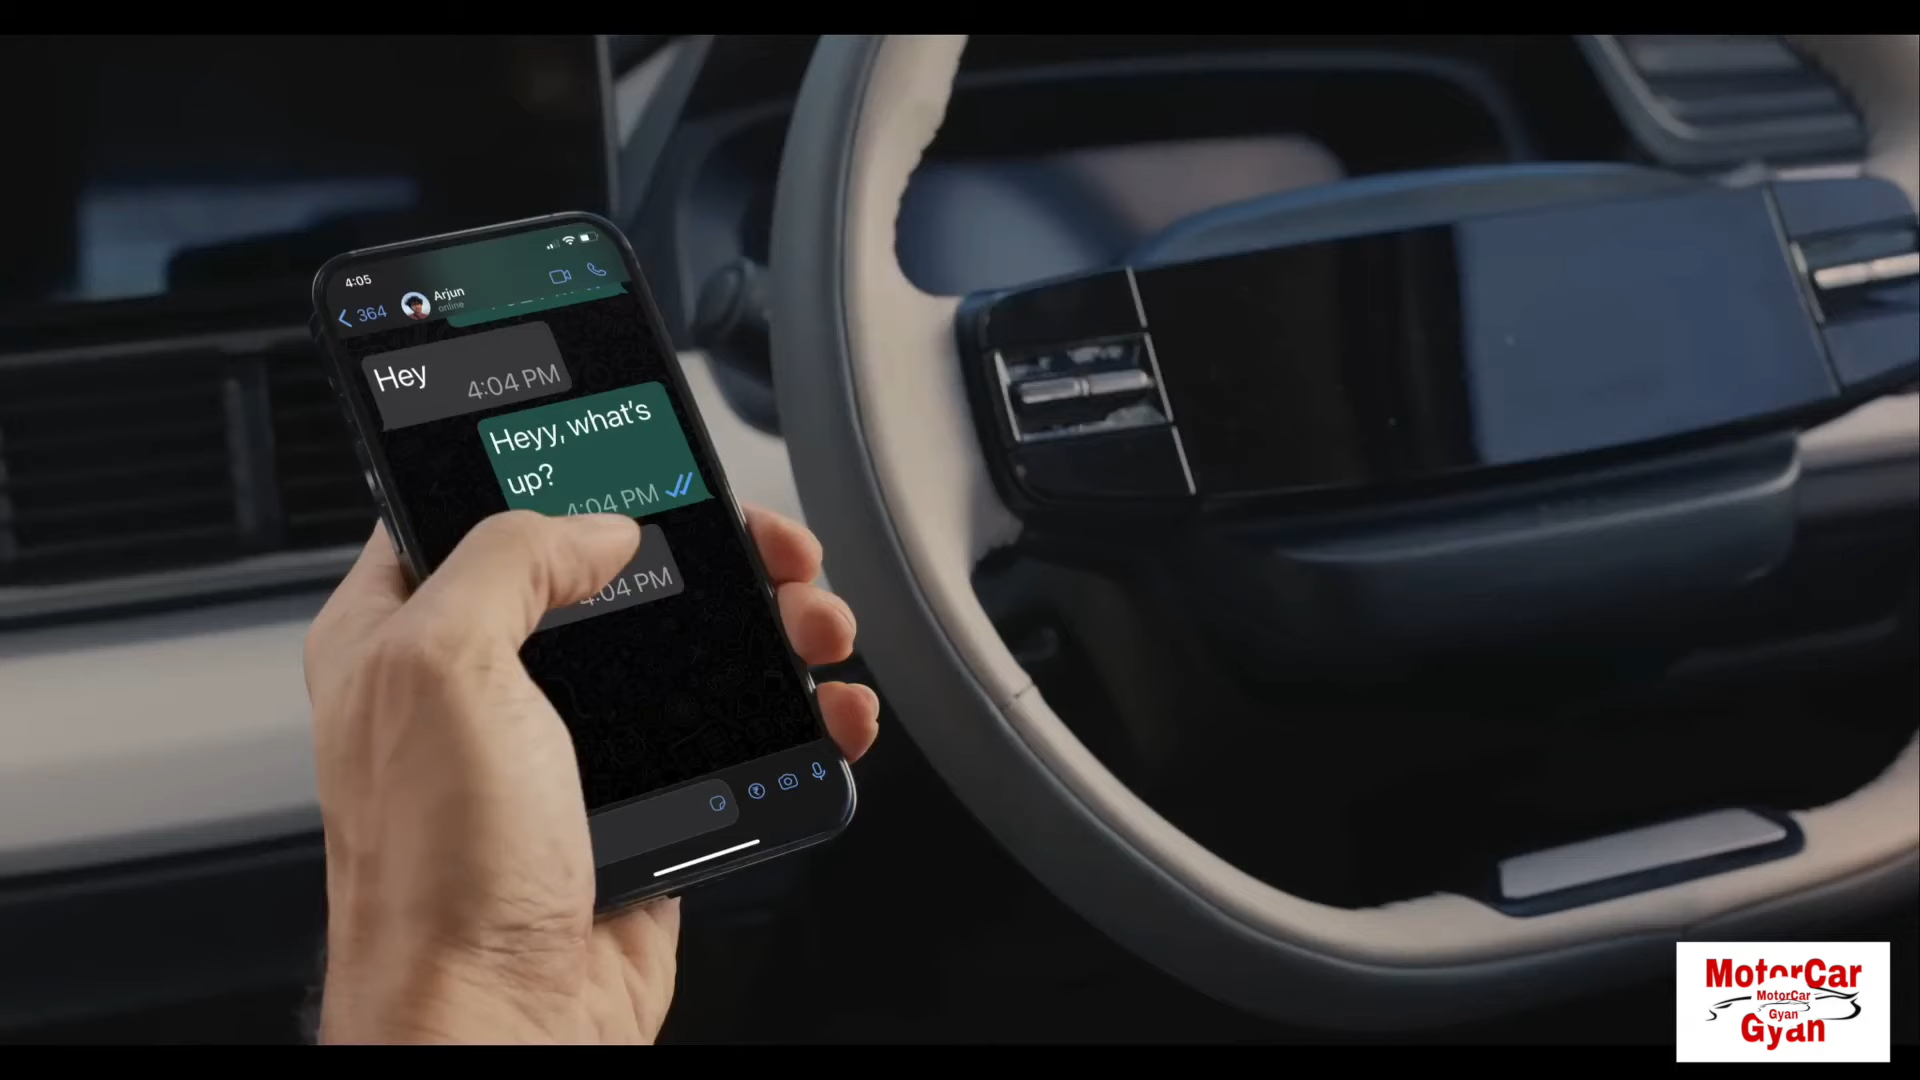 4:05
364
Arjun
online
Hey
4:04 PM
Heyy, what's
up?
4:04 PM
4:04 PM
MotorCar
MotorCar
Gyan
Gyan